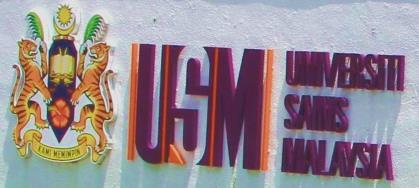 KAMI MEMIMPIN
USM
UNIVERSITI
SAINS
MALAYSIA